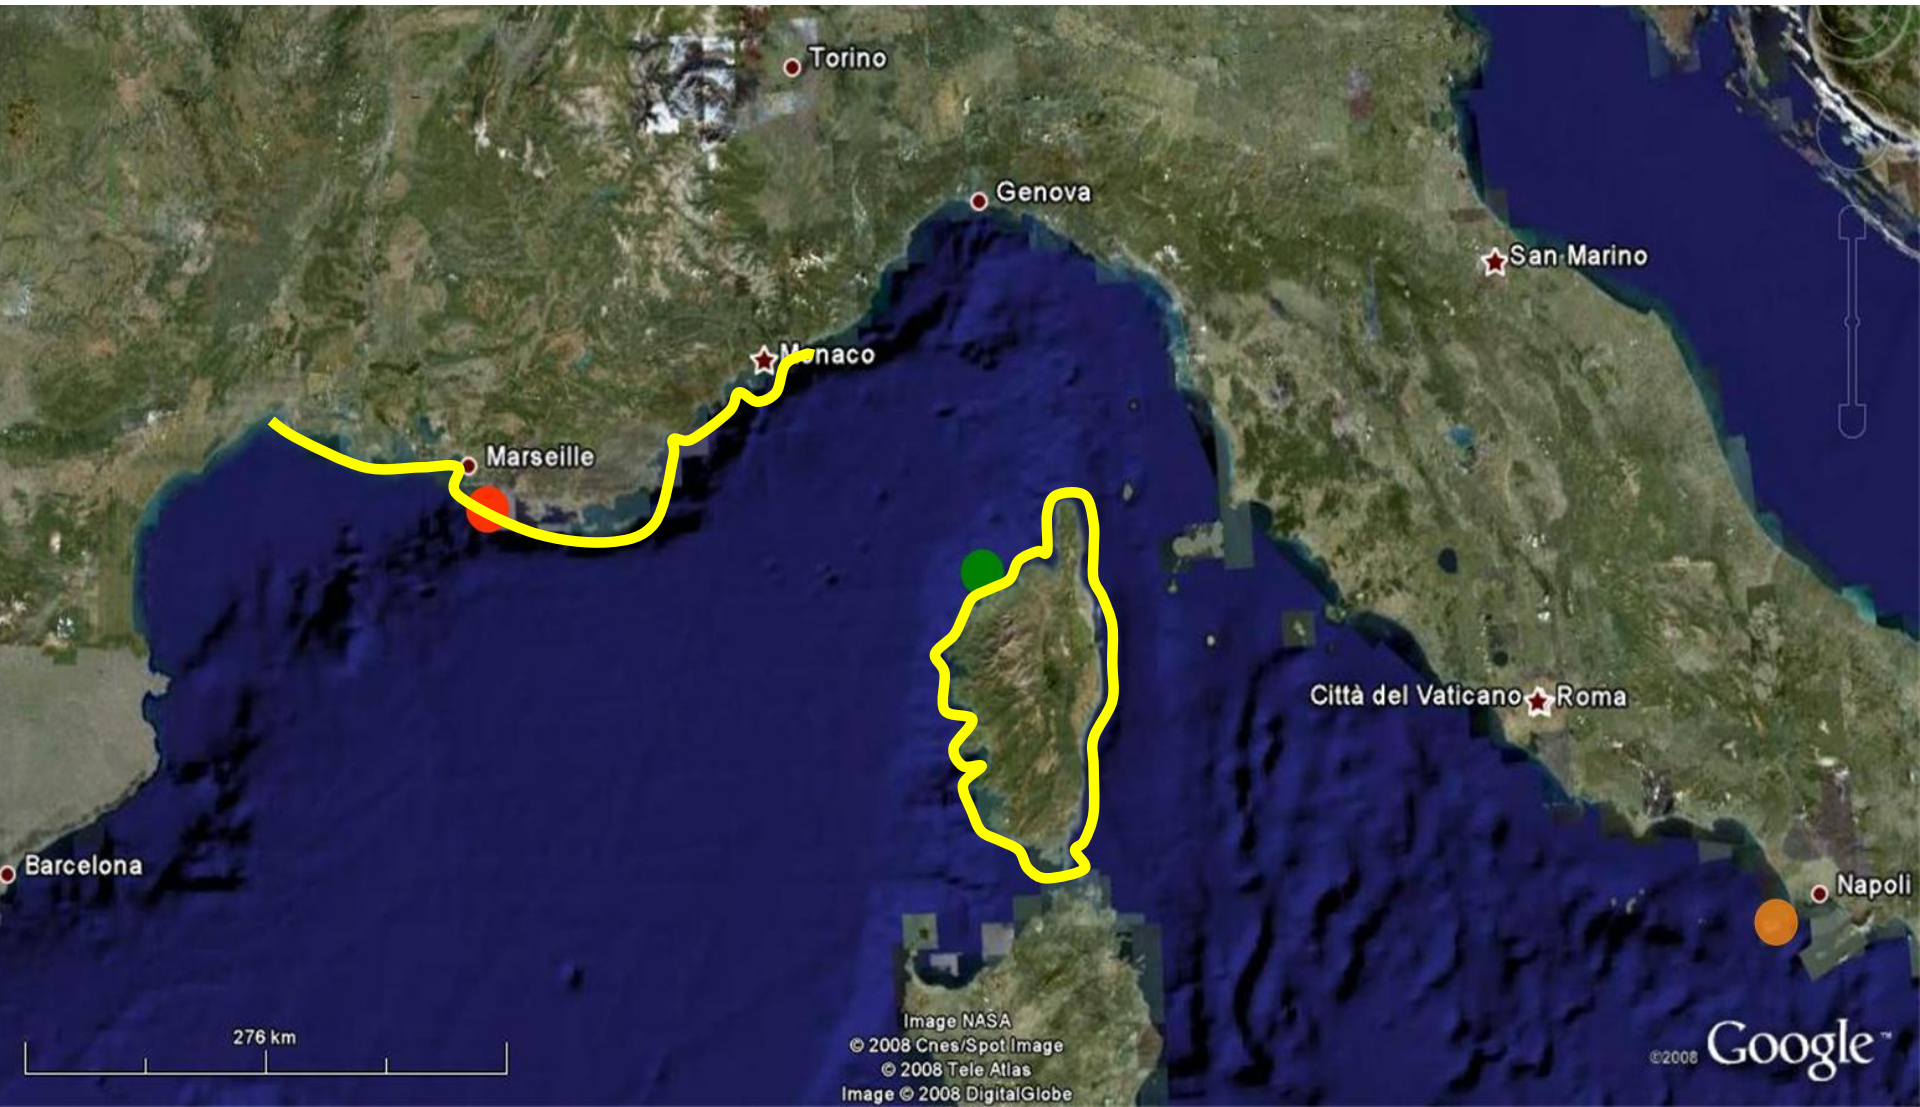 Torino
Genova
San Marino
Monaco
Marseille
Città del Vaticano Roma
Barcelona
Napoli
276 km
Image NASA
© 2008 Cnes/Spot Image
© 2008 Tele Atlas
Image © 2008 DigitalGlobe
©2008 Google™